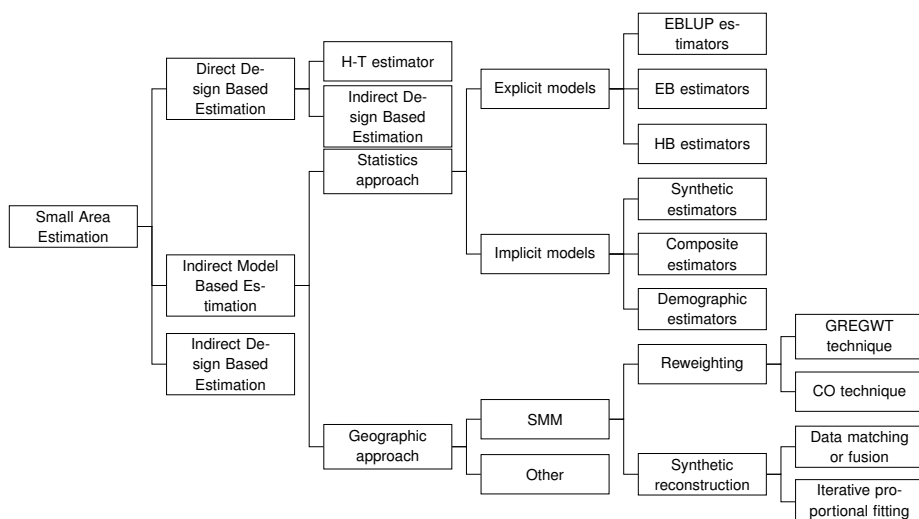 Small Area
Estimation
Direct De-
sign Based
Estimation
H-T estimator
Indirect De-
sign Based
Estimation
Indirect Model
Based Es-
timation
Statistics
approach
Explicit models
EBLUP es-
timators
EB estimators
HB estimators
Implicit models
Synthetic
estimators
Composite
estimators
Demographic
estimators
Geographic
approach
SMM
Reweighting
GREGWT
technique
CO technique
Synthetic
reconstruction
Data matching
or fusion
Iterative pro-
portional fitting
Other
Indirect De-
sign Based
Estimation